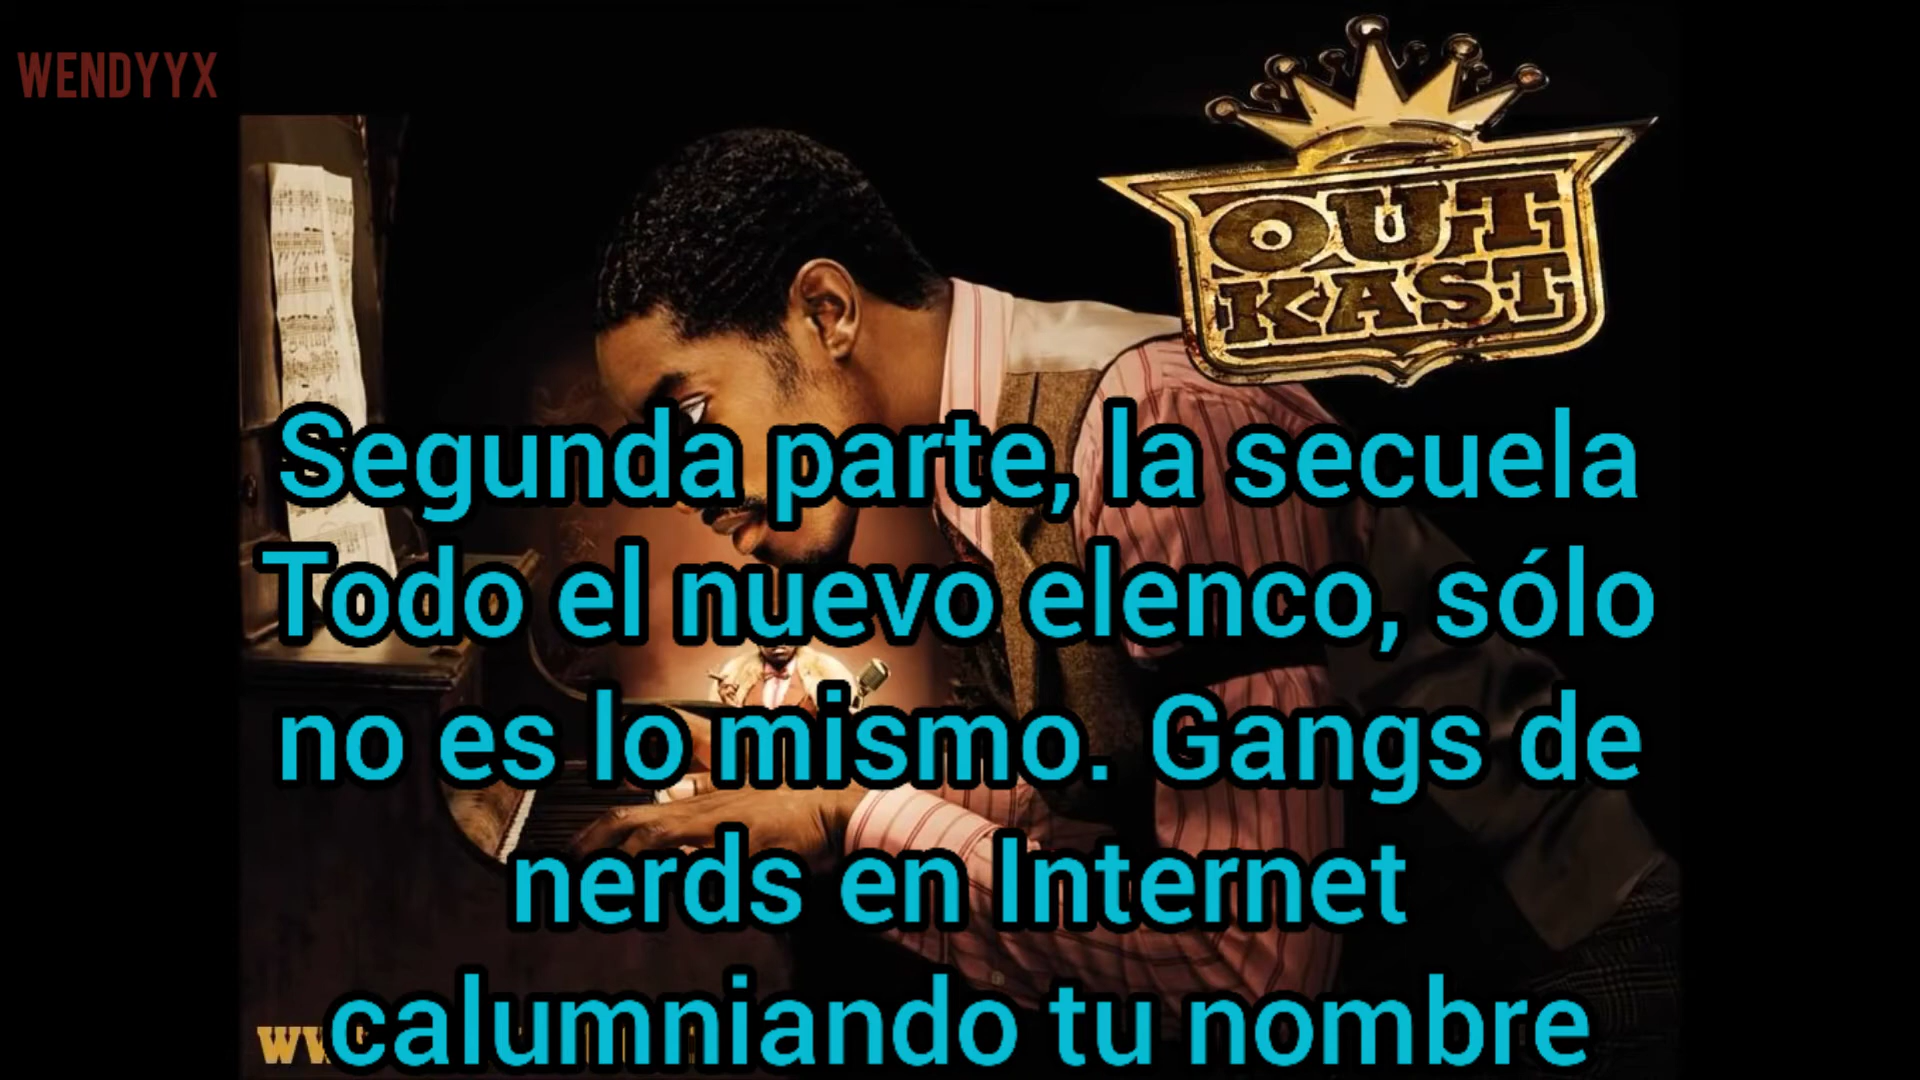 WENDYYX
OUT
KAST
Segunda parte, la secuela
Todo el nuevo elenco, sólo
no es lo mismo. Gangs de
nerds en Internet
calumniando tu nombre